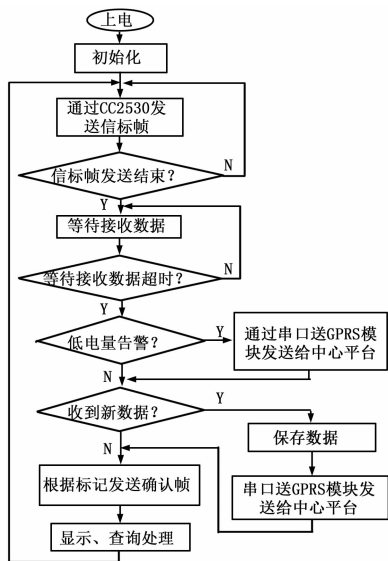 上电
初始化
通过CC2530发
送信标帧
信标帧发送结束?
N
Y
等待接收数据
等待接收数据超时?
N
Y
低电量告警?
Y
通过串口送GPRS模
块发送给中心平台
N
收到新数据?
Y
保存数据
N
根据标记发送确认帧
串口送GPRS模块发
送给中心平台
显示、查询处理